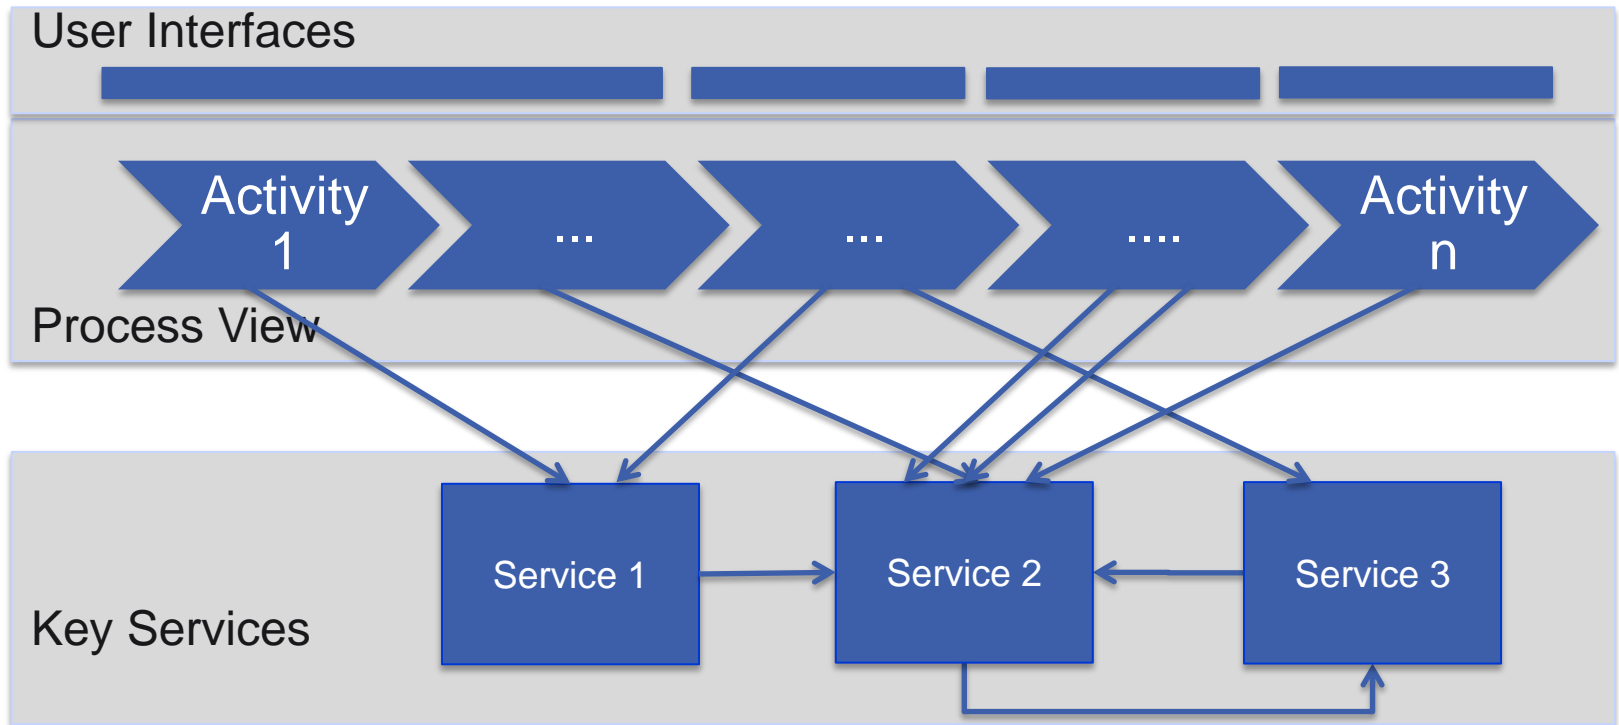 User Interfaces
Activity
1
...
...
....
Activity
n
Process View
Service 1
Service 2
Service 3
Key Services